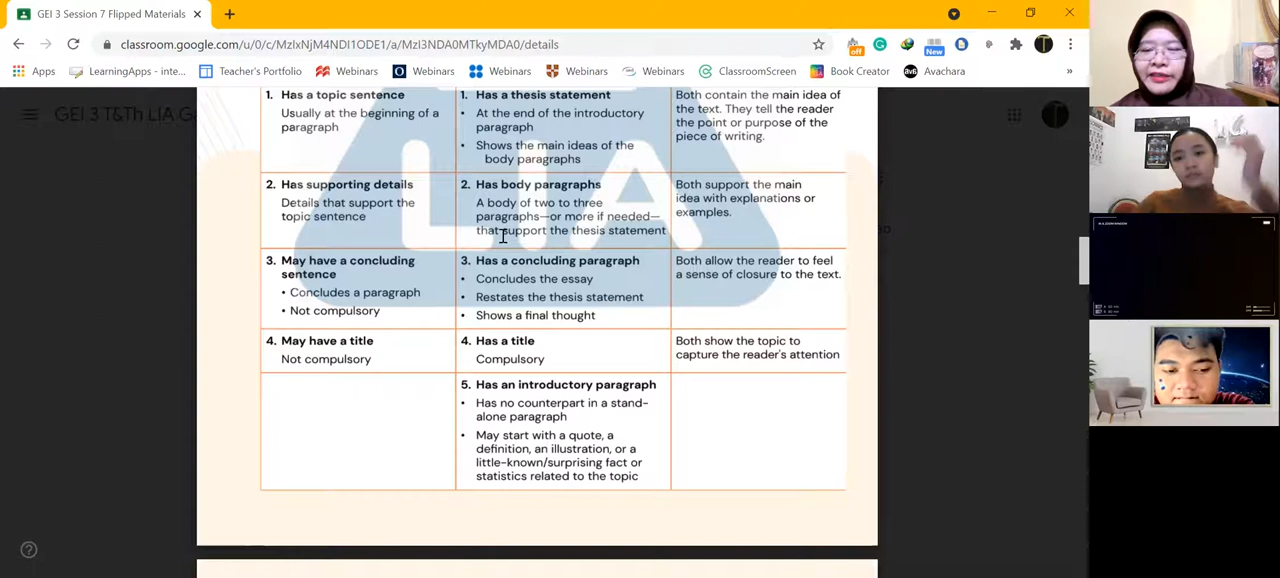 GEI 3 Session 7 Flipped Materials
classroom.google.com/u/0/c/MzIxNjM4NDI1ODE1/a/MzI3NDA0MTkyMDA0/details
off
New
Apps
LearningApps - inte...
Teacher's Portfolio
Webinars
Webinars
Webinars
Webinars
Webinars
ClassroomScreen
Book Creator
Avachara
GEI 3 T&Th LIA Ga
LIA
1. Has a topic sentence
Usually at the beginning of a
paragraph
1. Has a thesis statement
• At the end of the introductory
paragraph
• Shows the main ideas of the
body paragraphs
Both contain the main idea of
the text. They tell the reader
the point or purpose of the
piece of writing.
2. Has supporting details
Details that support the
topic sentence
2. Has body paragraphs
A body of two to three
paragraphs—or more if needed—
that support the thesis statement
Both support the main
idea with explanations or
examples.
3. May have a concluding
sentence
• Concludes a paragraph
• Not compulsory
3. Has a concluding paragraph
• Concludes the essay
• Restates the thesis statement
• Shows a final thought
Both allow the reader to feel
a sense of closure to the text.
4. May have a title
Not compulsory
4. Has a title
Compulsory
Both show the topic to
capture the reader's attention
5. Has an introductory paragraph
• Has no counterpart in a stand-
alone paragraph
• May start with a quote, a
definition, an illustration, or a
little-known/surprising fact or
statistics related to the topic